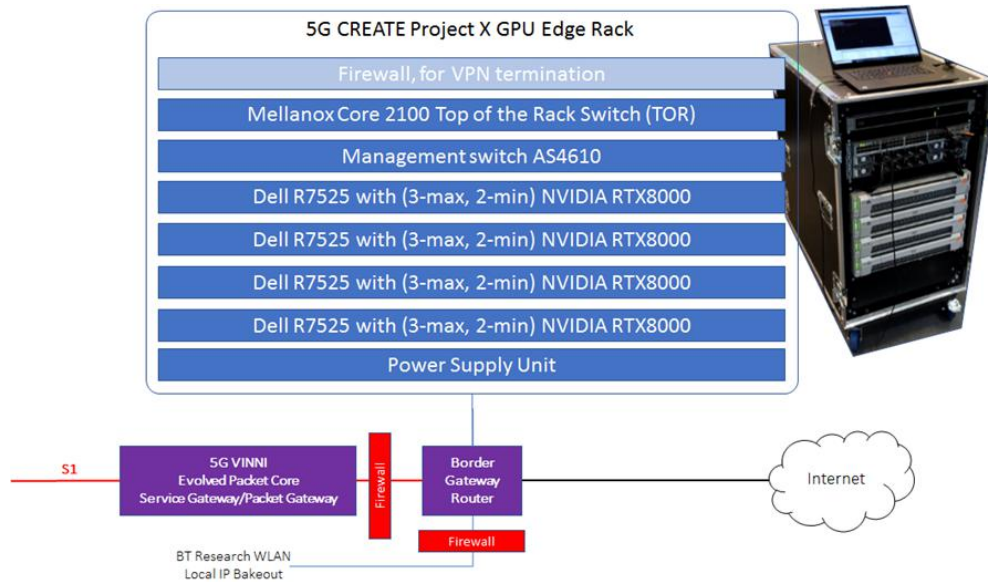 5G CREATE Project X GPU Edge Rack
Firewall, for VPN termination
Mellanox Core 2100 Top of the Rack Switch (TOR)
Management switch AS4610
Dell R7525 with (3-max, 2-min) NVIDIA RTX8000
Dell R7525 with (3-max, 2-min) NVIDIA RTX8000
Dell R7525 with (3-max, 2-min) NVIDIA RTX8000
Dell R7525 with (3-max, 2-min) NVIDIA RTX8000
Power Supply Unit
S1
5G VINNI
Evolved Packet Core
Service Gateway/Packet Gateway
Firewall
Border
Gateway
Router
Internet
Firewall
BT Research WLAN
Local IP Bakeout